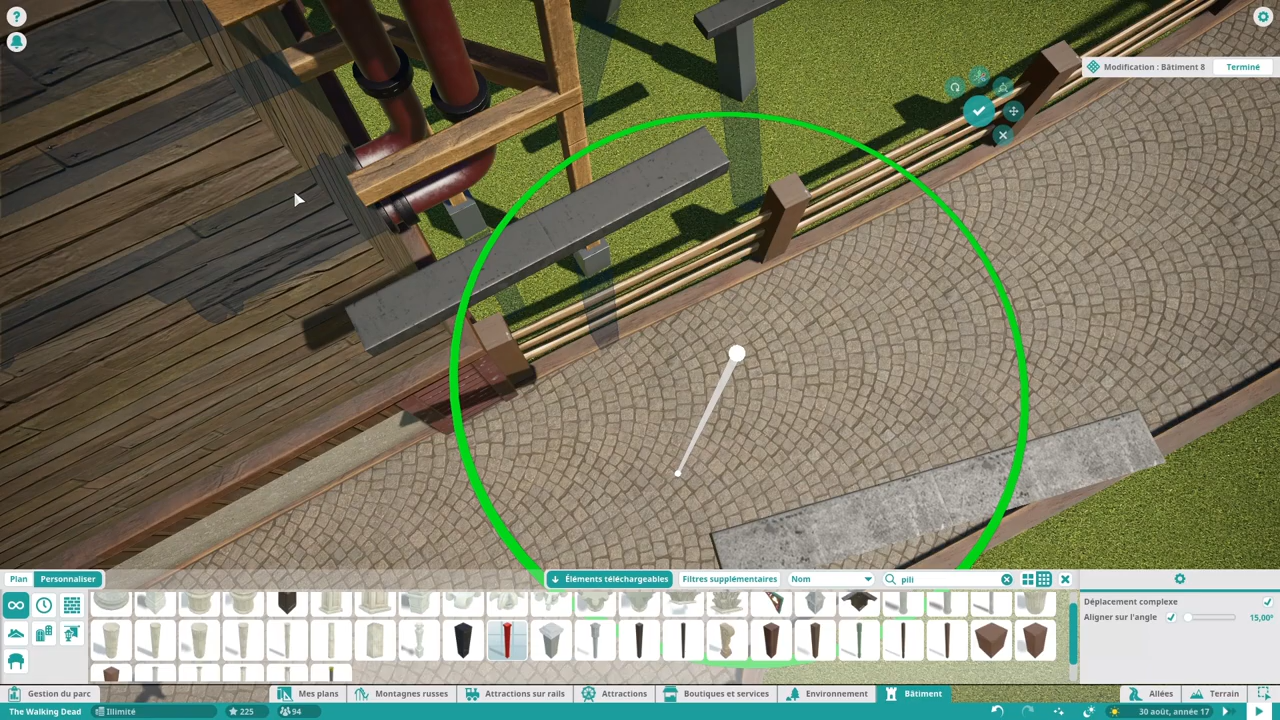 ?
Modification : Bâtiment 8
Terminé
Plan
Personnaliser
Éléments téléchargeables
Filtres supplémentaires
Nom
pili
Déplacement complexe
Aligner sur l'angle
15,00°
Gestion du parc
Mes plans
Montagnes russes
Attractions sur rails
Attractions
Boutiques et services
Environnement
Bâtiment
Allées
Terrain
The Walking Dead
Illimité
225
94
30 août, année 17